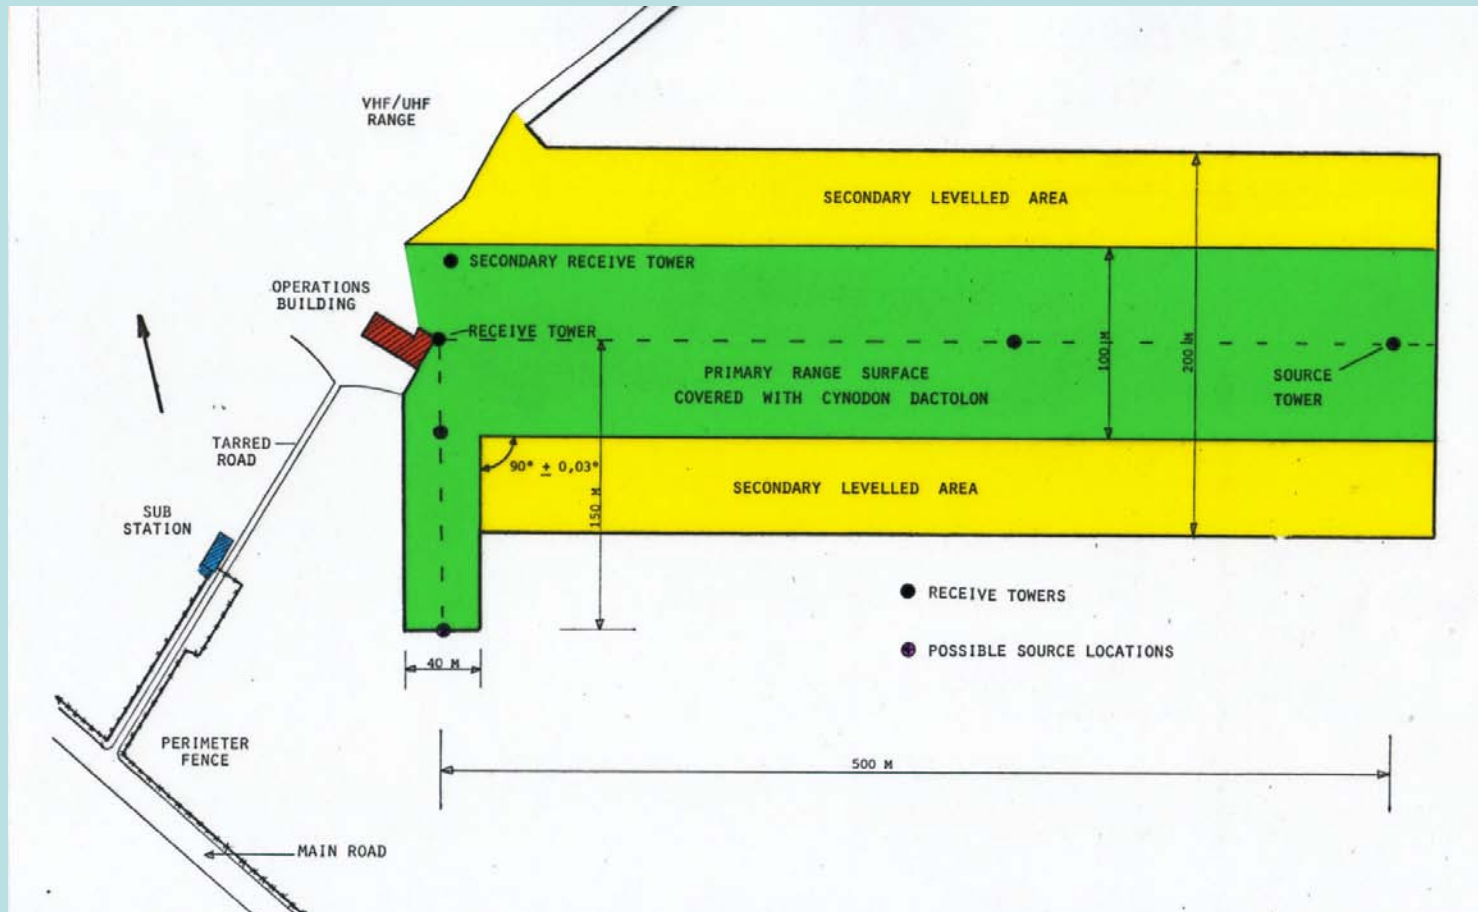 VHF/UHF
RANGE
SECONDARY LEVELLED AREA
SECONDARY RECEIVE TOWER
OPERATIONS
BUILDING
RECEIVE TOWER
100 M
200 M
PRIMARY RANGE SURFACE
COVERED WITH CYNODON DACTOLON
SOURCE
TOWER
TARRED
ROAD
90° ± 0,03°
150 M
SECONDARY LEVELLED AREA
SUB
STATION
RECEIVE TOWERS
POSSIBLE SOURCE LOCATIONS
40 M
PERIMETER
FENCE
500 M
MAIN ROAD